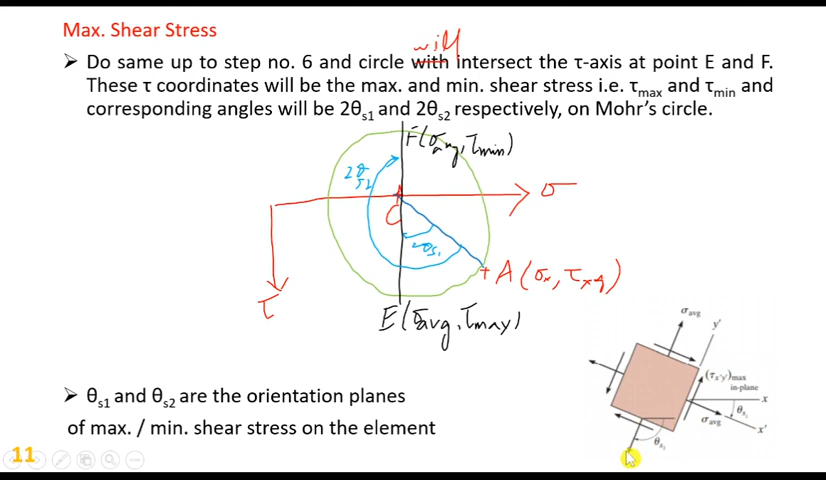 Max. Shear Stress
will
➤ Do same up to step no. 6 and circle with intersect the τ-axis at point E and F.
These τ coordinates will be the max. and min. shear stress i.e. τmax and τmin and
corresponding angles will be 2θs1 and 2θs2 respectively, on Mohr's circle.
F(σavg, τmin)
2θs2
σ
C
2θs1
A(σx, τxy)
τ
E(σavg, τmax)
σavg
y'
(τx'y')max
in-plane
x
θs1
σavg
x'
θs2
➤ θs1 and θs2 are the orientation planes
of max. / min. shear stress on the element
11